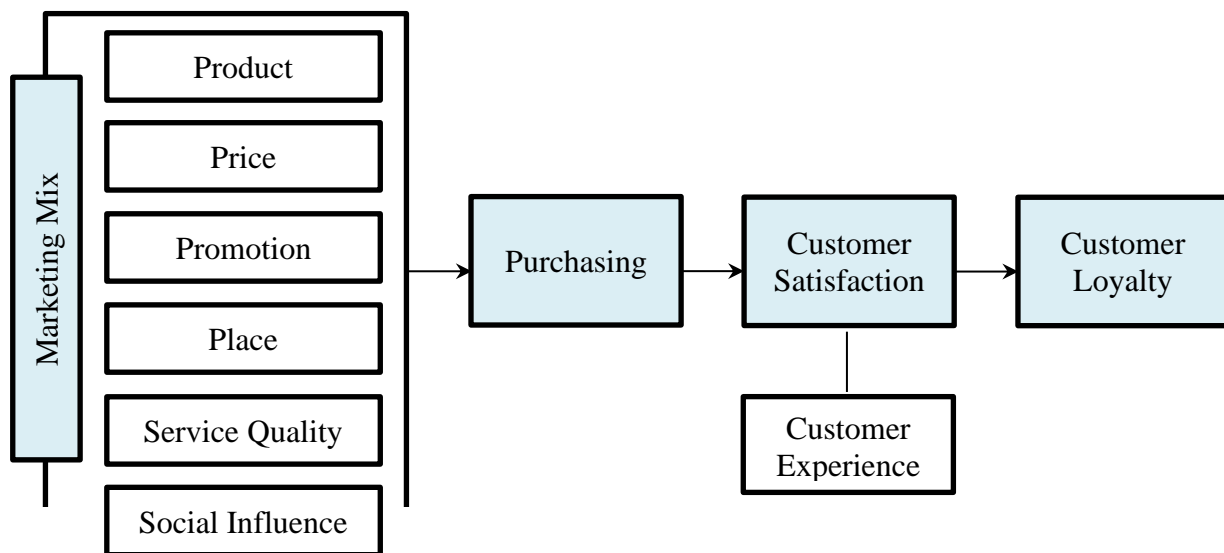 Marketing Mix
Product
Price
Promotion
Place
Service Quality
Social Influence
Purchasing
Customer
Satisfaction
Customer
Experience
Customer
Loyalty